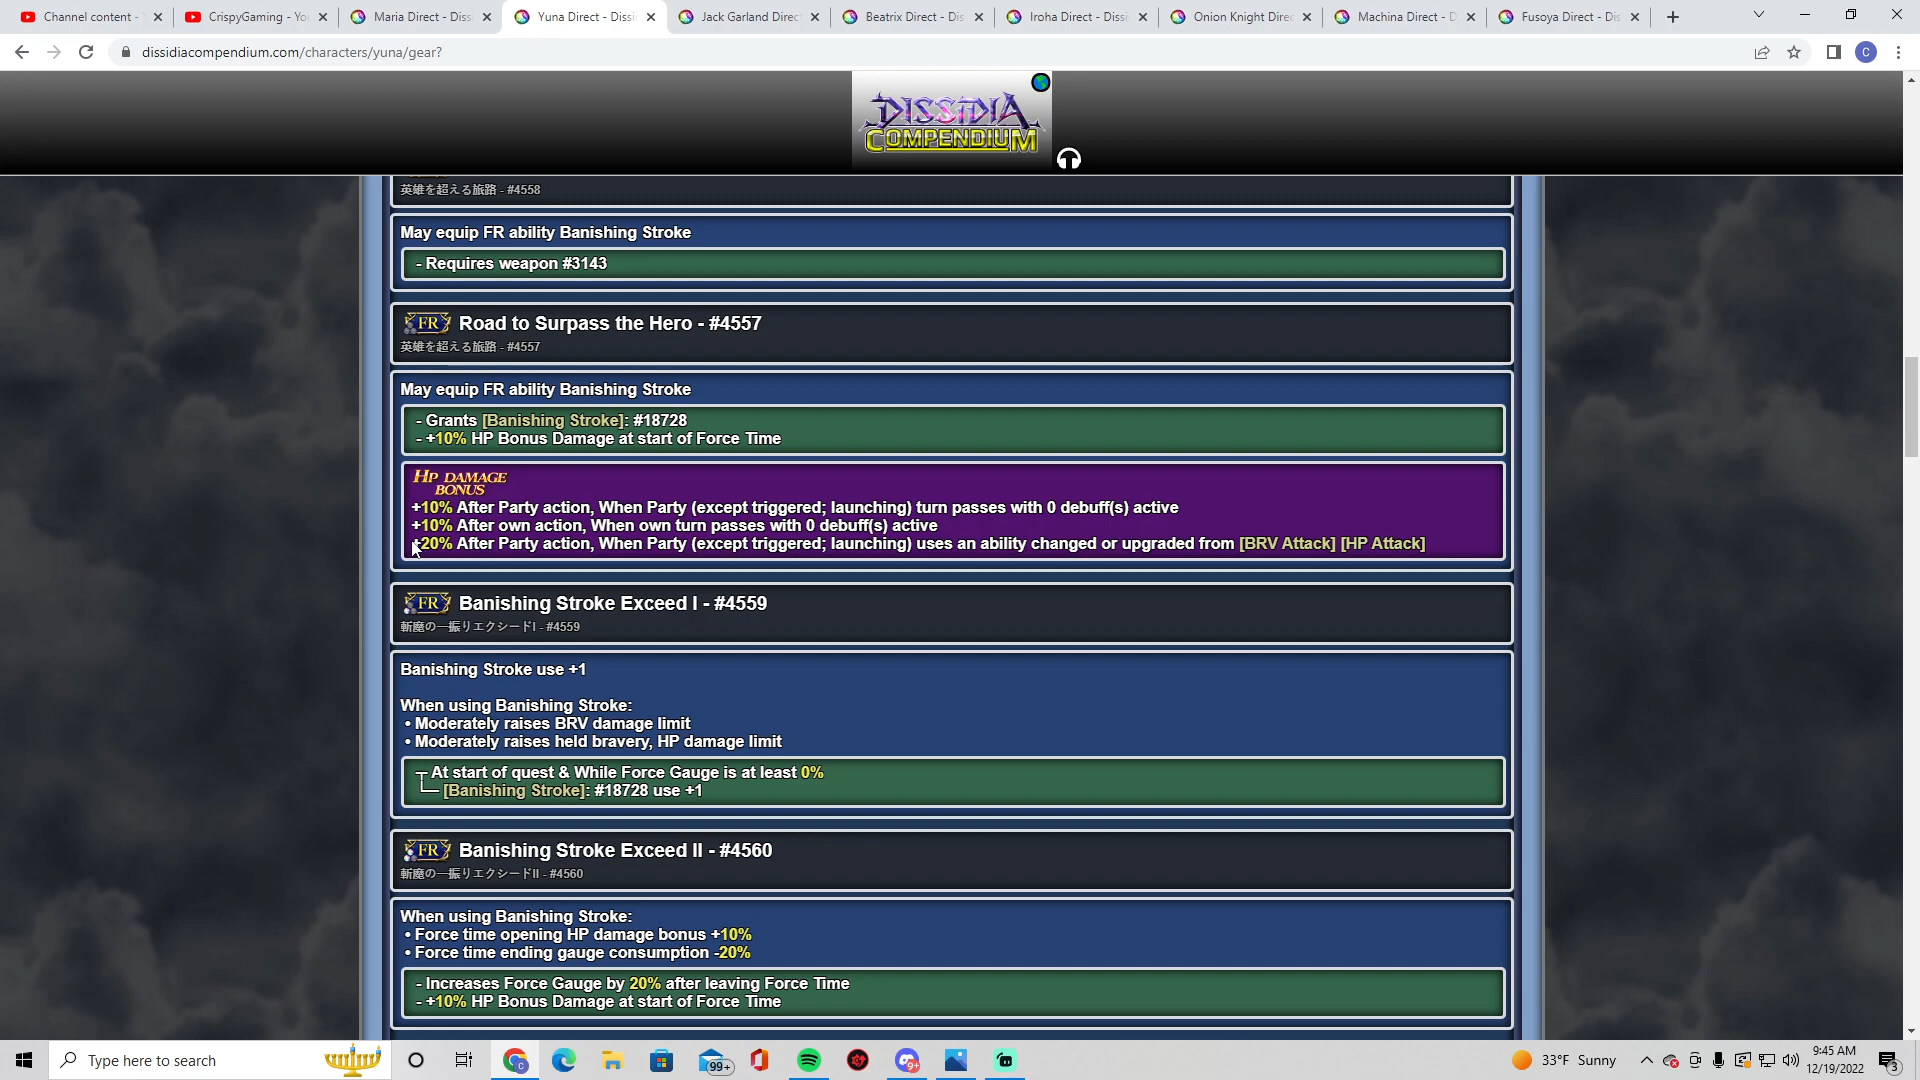 Channel content - Y
CrispyGaming - You
Maria Direct - Dissi
Yuna Direct - Dissi
Jack Garland Direct
Beatrix Direct - Dis
Iroha Direct - Dissi
Onion Knight Direc
Machina Direct - D
Fusoya Direct - Dis
dissidiacompendium.com/characters/yuna/gear?
C
DISSIDIA
COMPENDIUM
英雄を超える旅路 - #4558
May equip FR ability Banishing Stroke
- Requires weapon #3143
FR Road to Surpass the Hero - #4557
英雄を超える旅路 - #4557
May equip FR ability Banishing Stroke
- Grants [Banishing Stroke]: #18728
- +10% HP Bonus Damage at start of Force Time
HP DAMAGE
BONUS
+10% After Party action, When Party (except triggered; launching) turn passes with 0 debuff(s) active
+10% After own action, When own turn passes with 0 debuff(s) active
+20% After Party action, When Party (except triggered; launching) uses an ability changed or upgraded from [BRV Attack] [HP Attack]
FR Banishing Stroke Exceed I - #4559
斬魔の一振りエクシードI - #4559
Banishing Stroke use +1
When using Banishing Stroke:
• Moderately raises BRV damage limit
• Moderately raises held bravery, HP damage limit
At start of quest & While Force Gauge is at least 0%
[Banishing Stroke]: #18728 use +1
FR Banishing Stroke Exceed II - #4560
斬魔の一振りエクシードII - #4560
When using Banishing Stroke:
• Force time opening HP damage bonus +10%
• Force time ending gauge consumption -20%
- Increases Force Gauge by 20% after leaving Force Time
- +10% HP Bonus Damage at start of Force Time
Type here to search
99+
9+
33°F Sunny
9:45 AM
12/19/2022
3